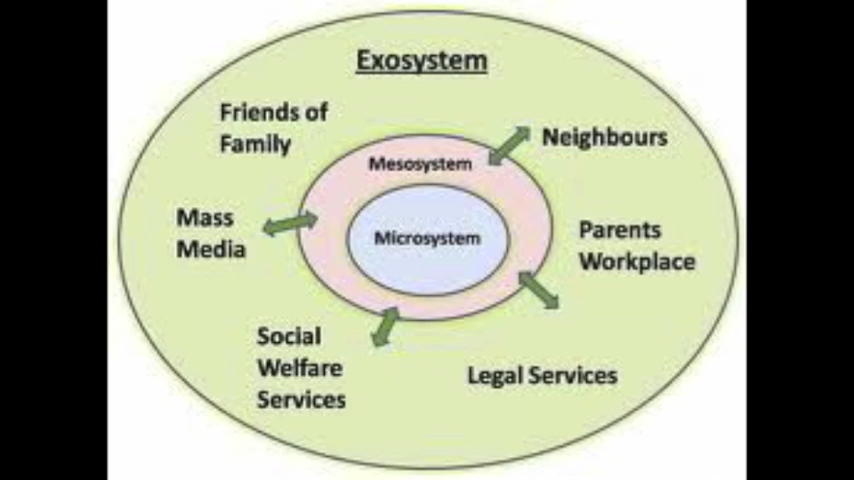 Exosystem
Friends of
Family
Neighbours
Mesosystem
Mass
Media
Microsystem
Parents
Workplace
Social
Welfare
Services
Legal Services